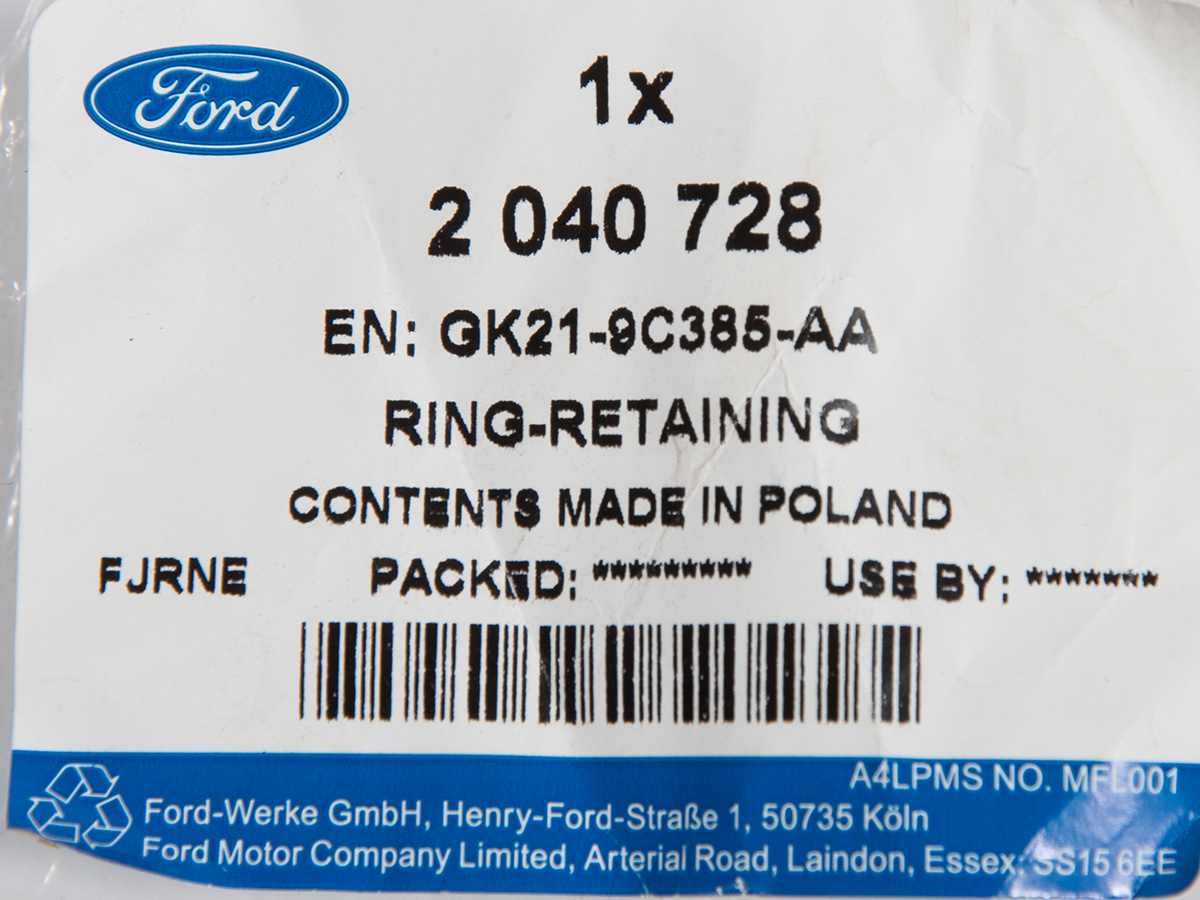 Ford
1x
2 040 728
EN: GK21-9C385-AA
RING-RETAINING
CONTENTS MADE IN POLAND
FJRNE PACKED: ********* USE BY: *******
A4LPMS NO. MFL001
Ford-Werke GmbH, Henry-Ford-Straße 1, 50735 Köln
Ford Motor Company Limited, Arterial Road, Laindon, Essex. SS15 6EE